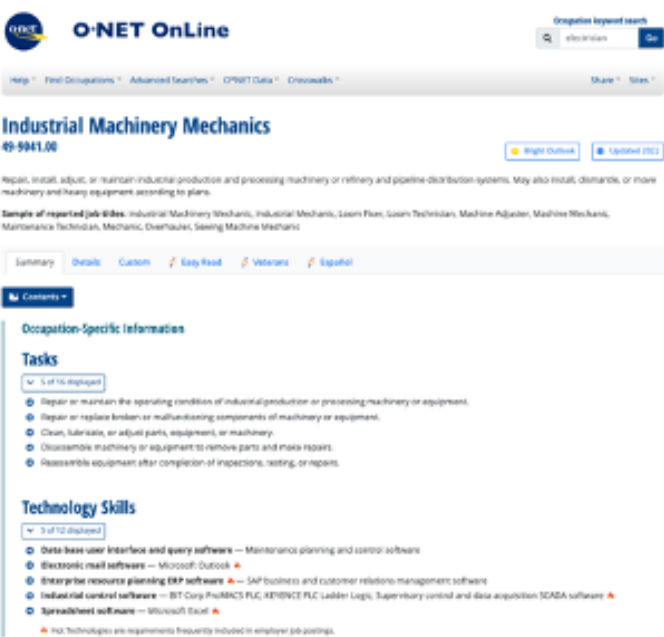 onet
O*NET OnLine
Occupation keyword search
electrician
Go
Help
Find Occupations
Advanced Searches
O*NET Data
Crosswalks
Share
Sites
Industrial Machinery Mechanics
49-9041.00
Bright Outlook
Updated 2022
Repair, install, adjust, or maintain industrial production and processing machinery or refinery and pipeline distribution systems. May also install, dismantle, or move
machinery and heavy equipment according to plans.
Sample of reported job titles: Industrial Machinery Mechanic, Industrial Mechanic, Loom Fixer, Loom Technician, Machine Adjuster, Machine Mechanic,
Maintenance Technician, Mechanic, Overhauler, Sewing Machine Mechanic
Summary
Details
Custom
Easy Read
Veterans
Español
Contents
Occupation-Specific Information
Tasks
5 of 16 displayed
Repair or maintain the operating condition of industrial production or processing machinery or equipment.
Repair or replace broken or malfunctioning components of machinery or equipment.
Clean, lubricate, or adjust parts, equipment, or machinery.
Disassemble machinery or equipment to remove parts and make repairs.
Reassemble equipment after completion of inspections, testing, or repairs.
Technology Skills
5 of 12 displayed
Data base user interface and query software — Maintenance planning and control software
Electronic mail software — Microsoft Outlook
Enterprise resource planning ERP software — SAP business and customer relations management software
Industrial control software — BIT Corp ProMACS PLC; KEYENCE PLC Ladder Logic; Supervisory control and data acquisition SCADA software
Spreadsheet software — Microsoft Excel
Hot Technologies are requirements frequently included in employer job postings.